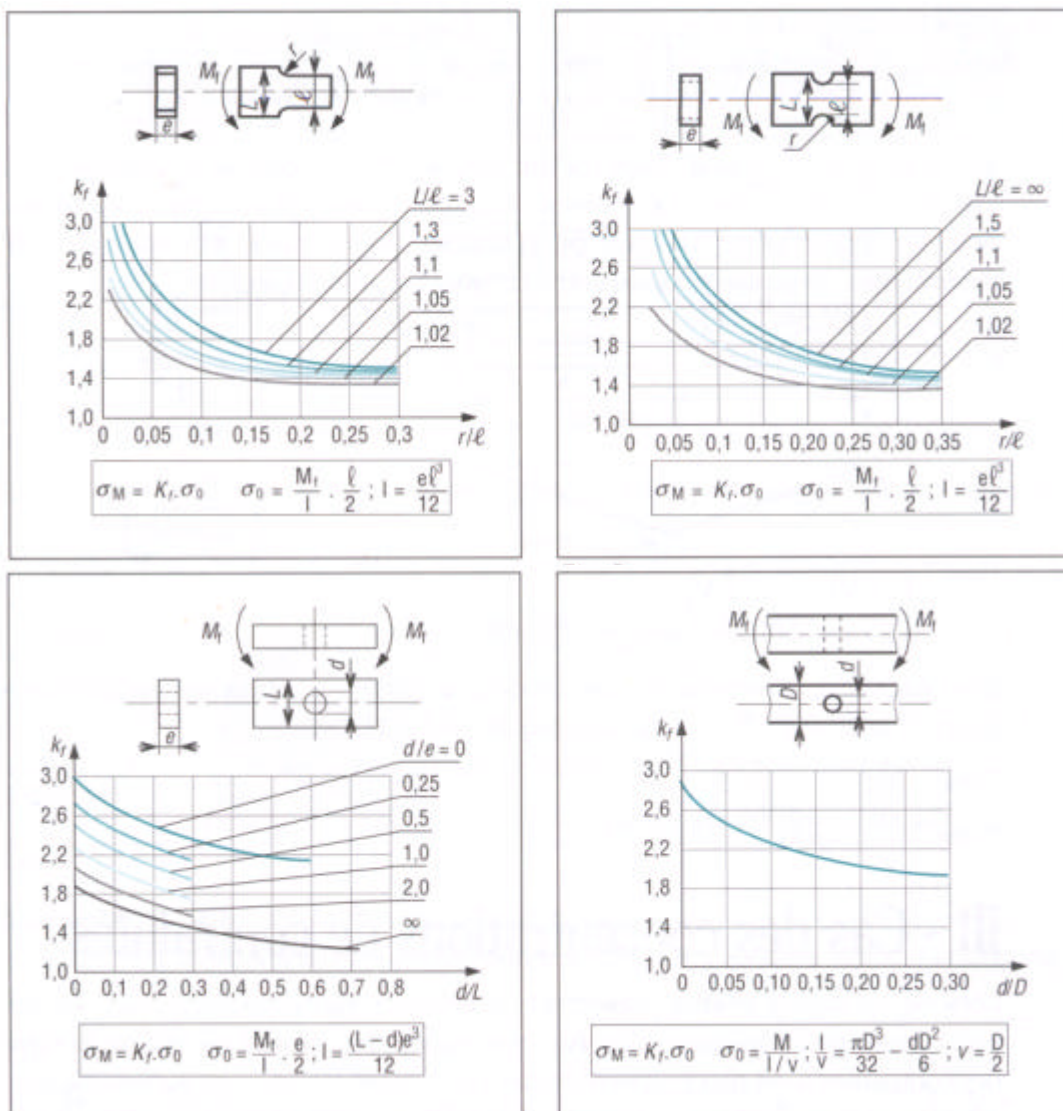 M_f M_f
r
L ℓ
e
k_f
L/ℓ = 3
3,0
1,3
2,6
1,1
2,2
1,05
1,8
1,02
1,4
1,0
0 0,05 0,1 0,15 0,2 0,25 0,3
r/ℓ
σ_M = K_f.σ_0 σ_0 = M_f/I . ℓ/2 ; I = eℓ³/12
L ℓ
e M_f M_f
r
k_f
L/ℓ = ∞
3,0
1,5
2,6
1,1
2,2
1,05
1,8
1,02
1,4
1,0
0 0,05 0,10 0,15 0,20 0,25 0,30 0,35
r/ℓ
σ_M = K_f.σ_0 σ_0 = M_f/I . ℓ/2 ; I = eℓ³/12
M_f M_f
d
L
e
k_f
d/e = 0
3,0
0,25
2,6
0,5
2,2
1,0
1,8
2,0
1,4
∞
1,0
0 0,1 0,2 0,3 0,4 0,5 0,6 0,7 0,8
d/L
σ_M = K_f.σ_0 σ_0 = M_f/I . e/2 ; I = (L – d)e³/12
M_f M_f
d
D
k_f
3,0
2,6
2,2
1,8
1,4
1,0
0 0,05 0,10 0,15 0,20 0,25 0,30
d/D
σ_M = K_f.σ_0 σ_0 = M/(I / v) ; I/v = πD³/32 – dD²/6 ; v = D/2